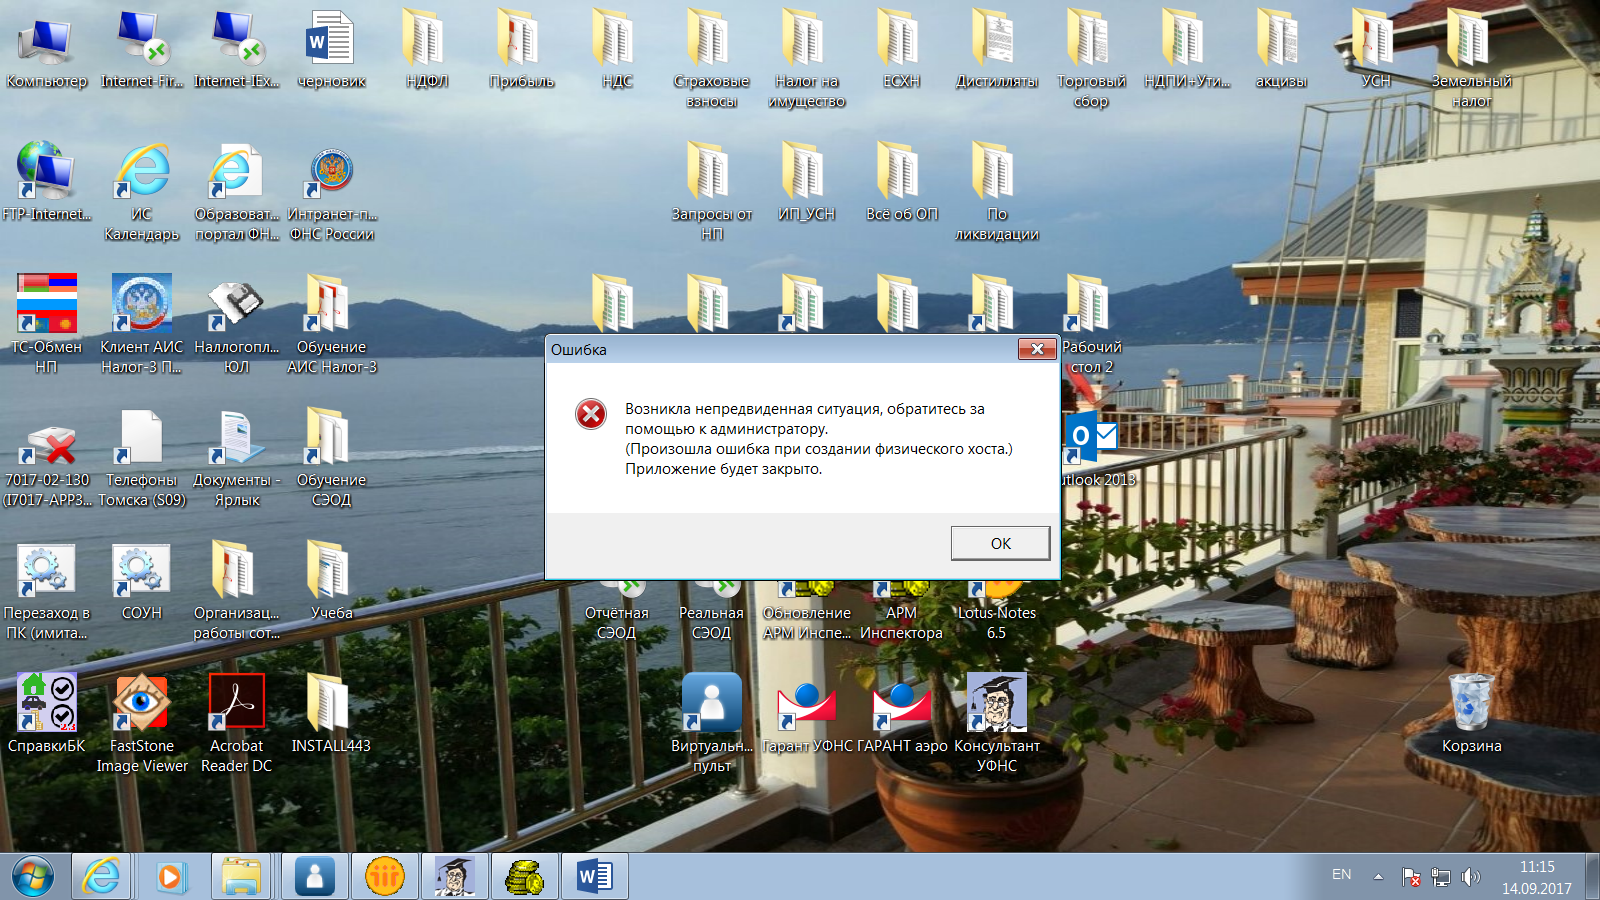 Компьютер
Internet-Fir...
Internet-IEx...
черновик
НДФЛ
Прибыль
НДС
Страховые
взносы
Налог на
имущество
ЕСХН
Дистилляты
Торговый
сбор
НДПИ+Ути...
акцизы
УСН
Земельный
налог
FTP-Internet...
ИС
Календарь
Образоват...
портал ФН...
Интранет-п...
ФНС России
Запросы от
НП
ИП_УСН
Всё об ОП
По
ликвидации
ТС-Обмен
НП
Клиент АИС
Налог-3 П...
Наллогопл...
ЮЛ
Обучение
АИС Налог-3
Рабочий
стол 2
Ошибка
Возникла непредвиденная ситуация, обратитесь за
помощью к администратору.
(Произошла ошибка при создании физического хоста.)
Приложение будет закрыто.
OK
7017-02-130
(I7017-APP3...
Телефоны
Томска (S09)
Документы -
Ярлык
Обучение
СЭОД
utlook 2013
Перезаход в
ПК (имита...
СОУН
Организац...
работы сот...
Учеба
Отчётная
СЭОД
Реальная
СЭОД
Обновление
АРМ Инспе...
АРМ
Инспектора
Lotus-Notes
6.5
2.3
СправкиБК
FastStone
Image Viewer
Acrobat
Reader DC
INSTALL443
Виртуальн...
пульт
Гарант УФНС
ГАРАНТ аэро
Консультант
УФНС
Корзина
EN
11:15
14.09.2017